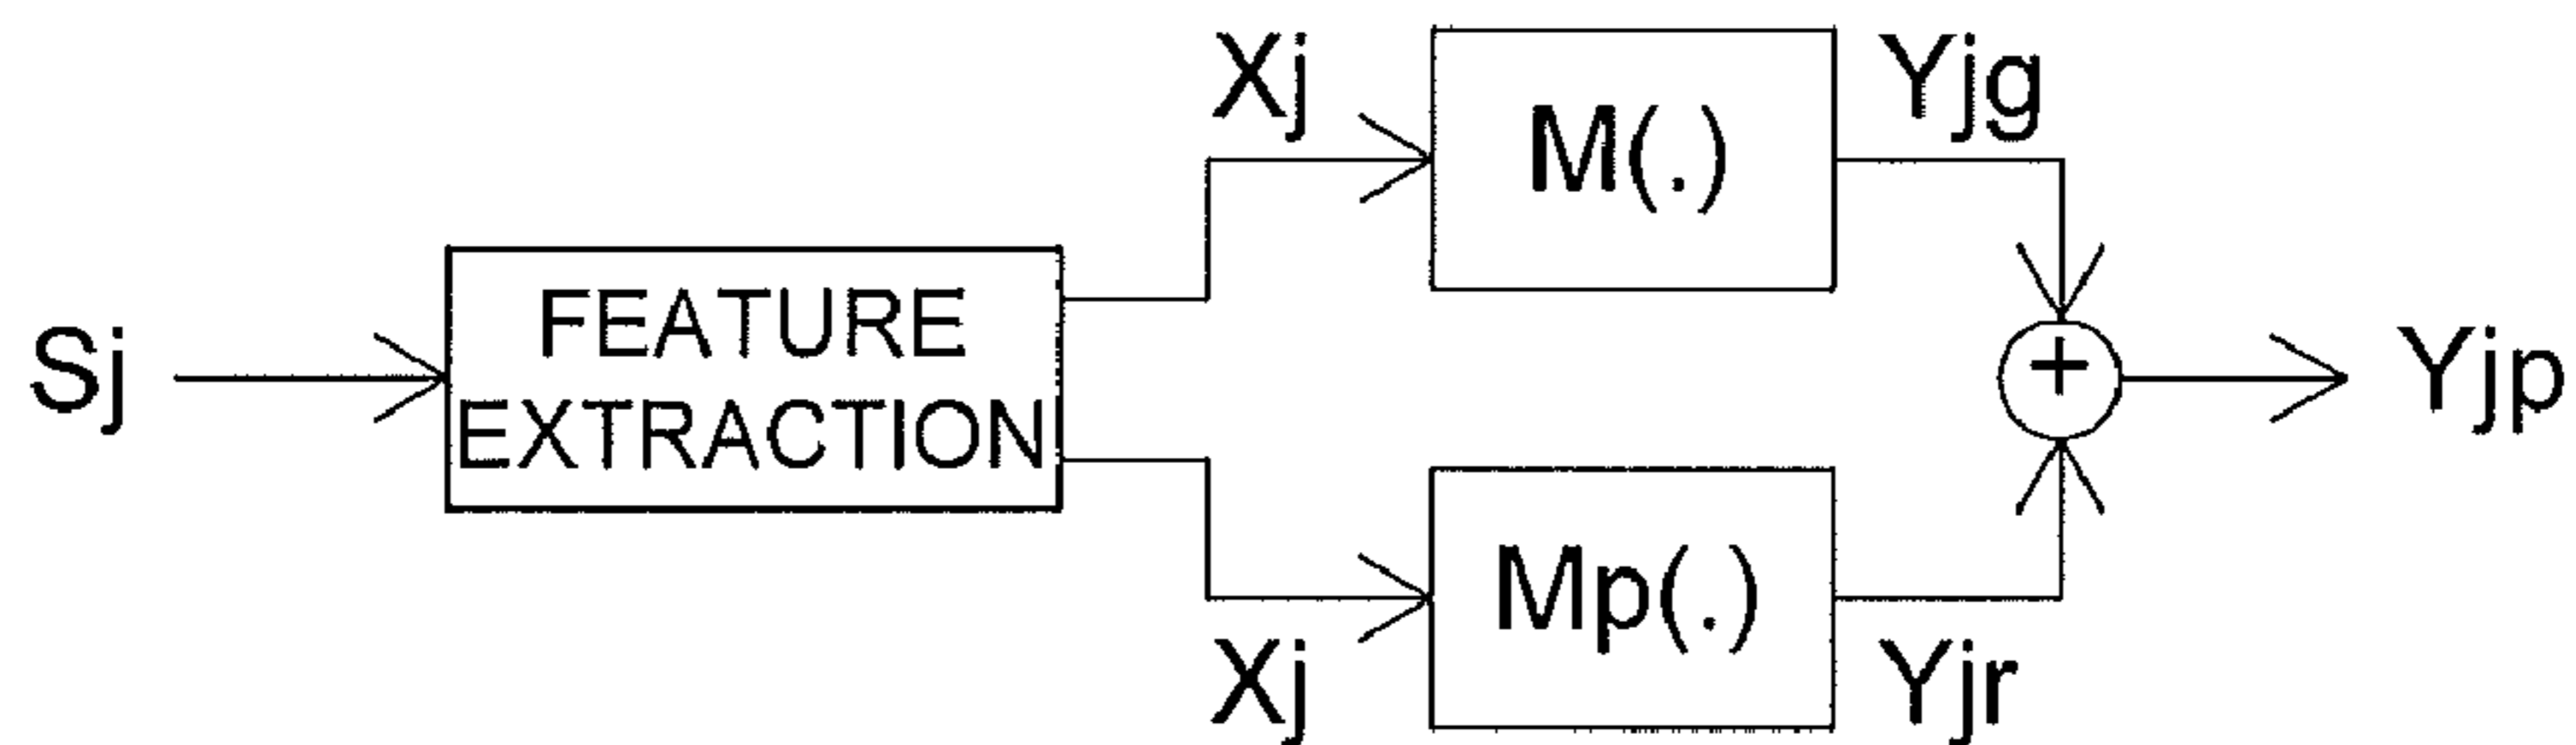 Xj
M(.)
Yjg
Sj
FEATURE
EXTRACTION
+
Yjp
Xj
Mp(.)
Yjr